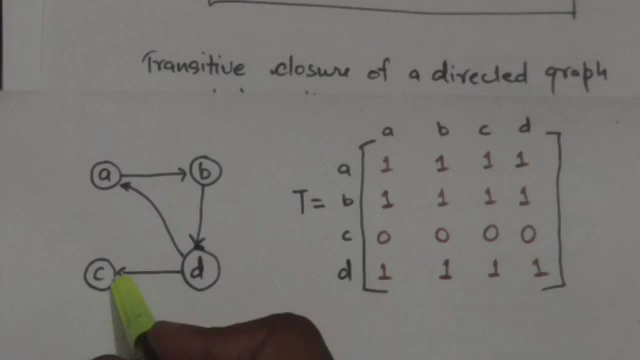 Transitive closure of a directed graph
a b c d
a 1 1 1 1
T= b 1 1 1 1
c 0 0 0 0
d 1 1 1 1
a b
c d